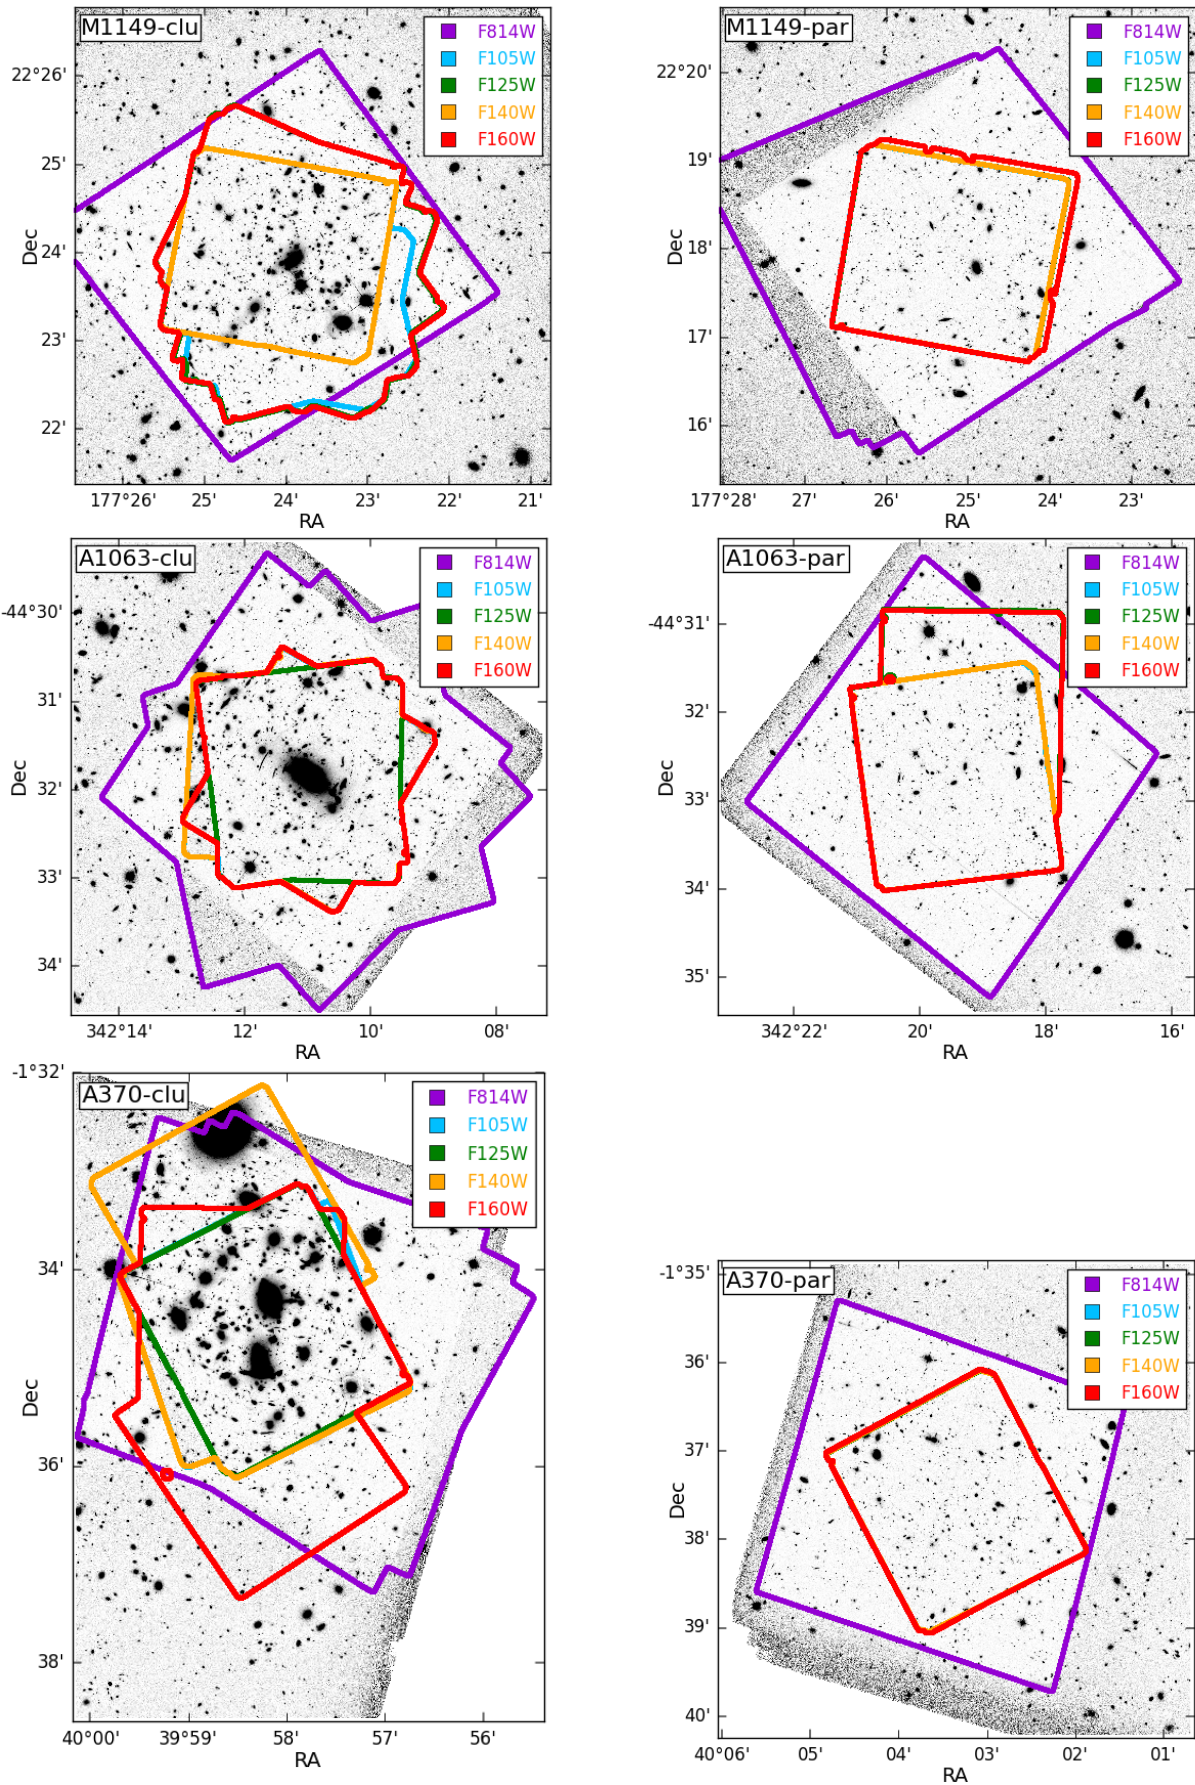 M1149-clu
F814W
F105W
F125W
F140W
F160W
22°26'
25'
24'
23'
22'
Dec
177°26'
25'
24'
23'
22'
21'
RA
M1149-par
F814W
F105W
F125W
F140W
F160W
22°20'
19'
18'
17'
16'
Dec
177°28'
27'
26'
25'
24'
23'
RA
A1063-clu
F814W
F105W
F125W
F140W
F160W
-44°30'
31'
32'
33'
34'
Dec
342°14'
12'
10'
08'
RA
A1063-par
F814W
F105W
F125W
F140W
F160W
-44°31'
32'
33'
34'
35'
Dec
342°22'
20'
18'
16'
RA
A370-clu
F814W
F105W
F125W
F140W
F160W
-1°32'
34'
36'
38'
Dec
40°00'
39°59'
58'
57'
56'
RA
A370-par
F814W
F105W
F125W
F140W
F160W
-1°35'
36'
37'
38'
39'
40'
Dec
40°06'
05'
04'
03'
02'
01'
RA